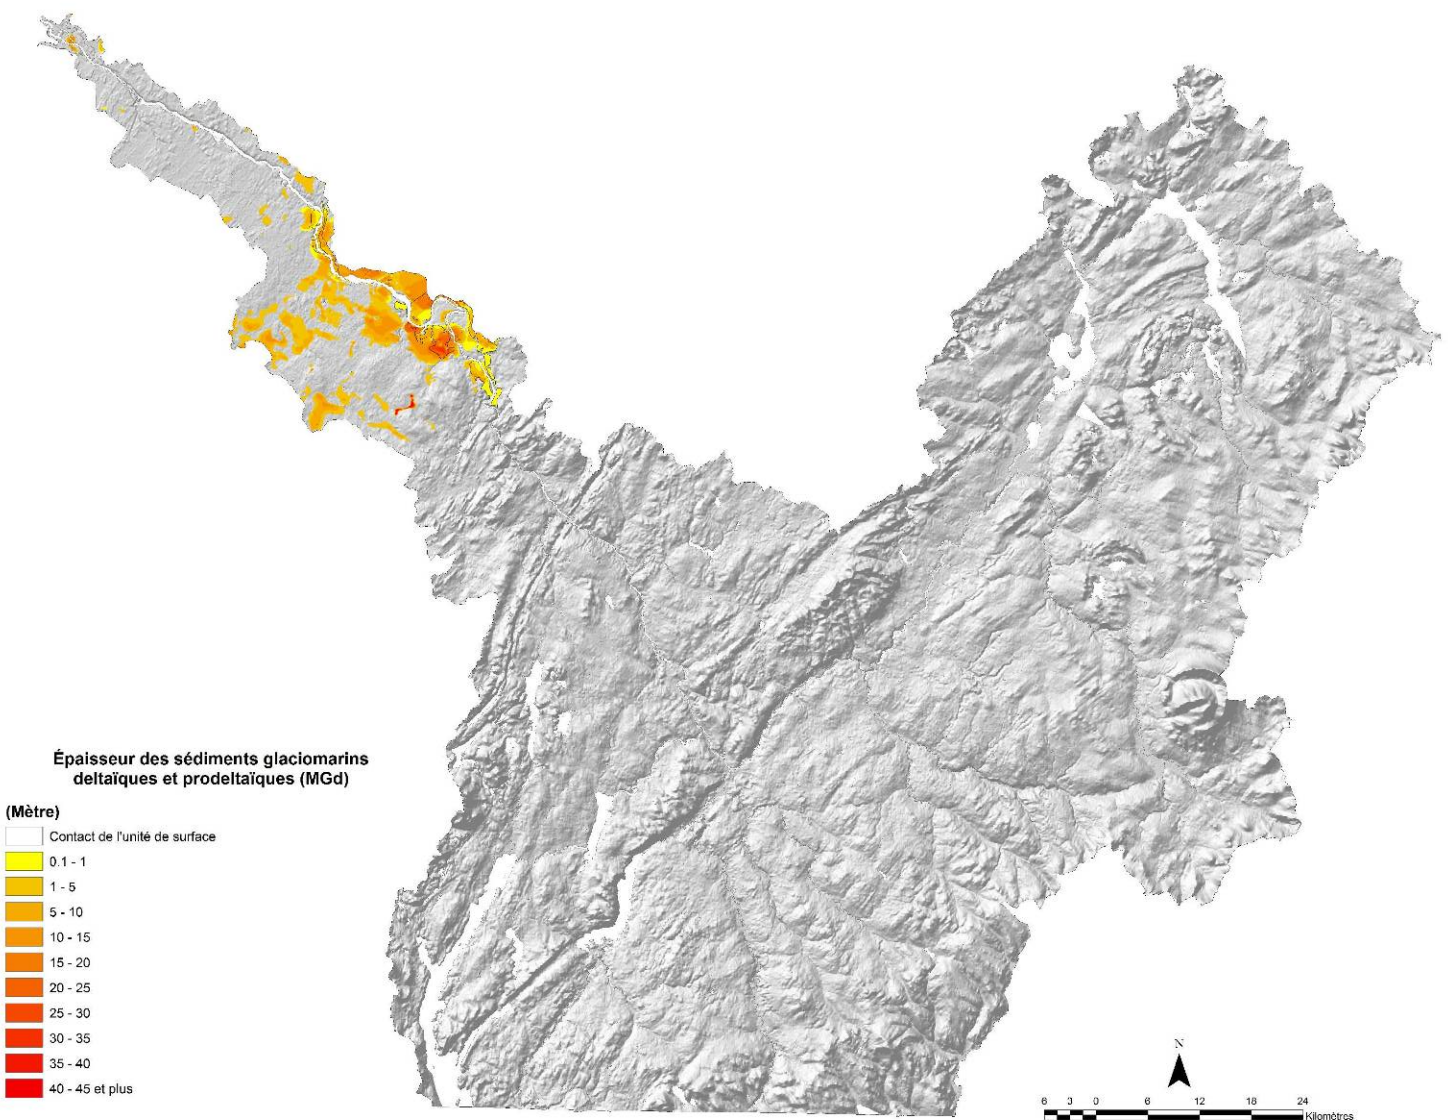 Épaisseur des sédiments glaciomarins
deltaïques et prodeltaïques (MGd)
(Mètre)
Contact de l'unité de surface
0.1 - 1
1 - 5
5 - 10
10 - 15
15 - 20
20 - 25
25 - 30
30 - 35
35 - 40
40 - 45 et plus
N
6 3 0 6 12 18 24
Kilomètres